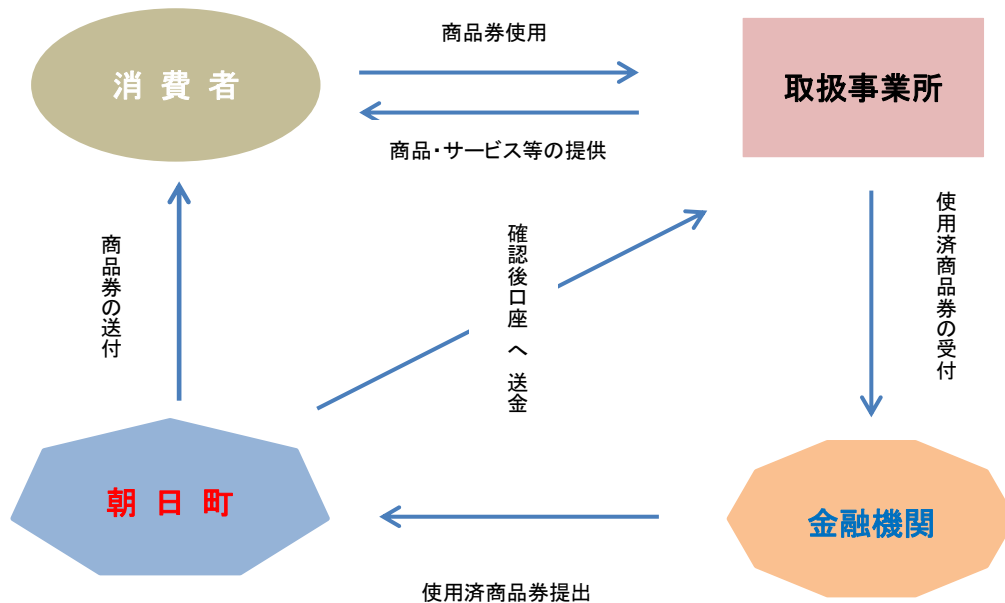 商品券使用
消 費 者
取扱事業所
商品・サービス等の提供
商品券の送付
確認後口座 へ 送金
使用済商品券の受付
朝 日 町
金融機関
使用済商品券提出